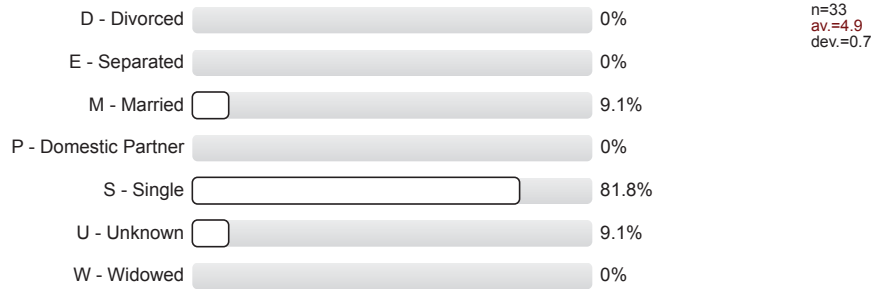 D - Divorced 0%
E - Separated 0%
M - Married 9.1%
P - Domestic Partner 0%
S - Single 81.8%
U - Unknown 9.1%
W - Widowed 0%
n=33
av.=4.9
dev.=0.7